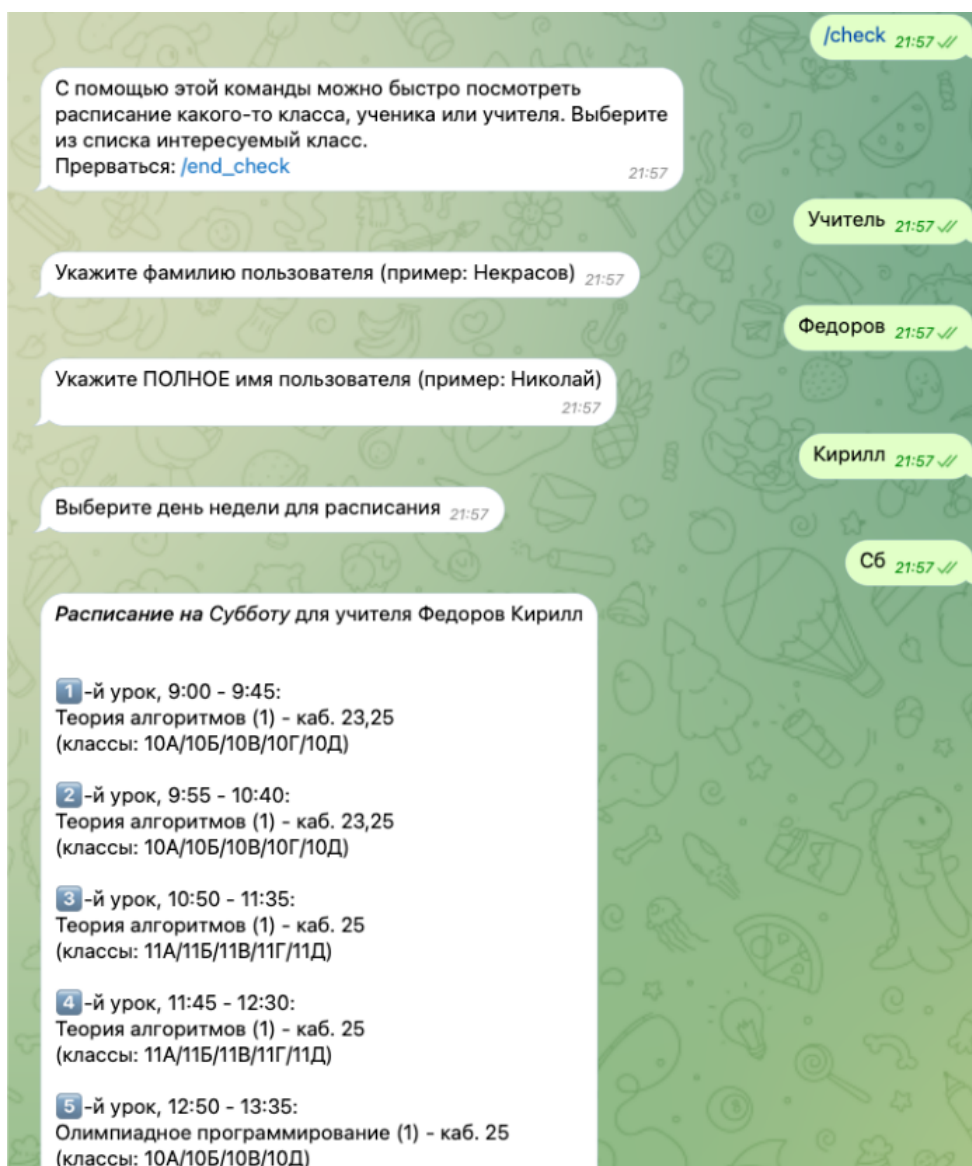 /check 21:57
С помощью этой команды можно быстро посмотреть
расписание какого-то класса, ученика или учителя. Выберите
из списка интересуемый класс.
Прерваться: /end_check 21:57
Учитель 21:57
Укажите фамилию пользователя (пример: Некрасов) 21:57
Федоров 21:57
Укажите ПОЛНОЕ имя пользователя (пример: Николай)
21:57
Кирилл 21:57
Выберите день недели для расписания 21:57
Сб 21:57
Расписание на Субботу для учителя Федоров Кирилл
1-й урок, 9:00 - 9:45:
Теория алгоритмов (1) - каб. 23,25
(классы: 10А/10Б/10В/10Г/10Д)
2-й урок, 9:55 - 10:40:
Теория алгоритмов (1) - каб. 23,25
(классы: 10А/10Б/10В/10Г/10Д)
3-й урок, 10:50 - 11:35:
Теория алгоритмов (1) - каб. 25
(классы: 11А/11Б/11В/11Г/11Д)
4-й урок, 11:45 - 12:30:
Теория алгоритмов (1) - каб. 25
(классы: 11А/11Б/11В/11Г/11Д)
5-й урок, 12:50 - 13:35:
Олимпиадное программирование (1) - каб. 25
(классы: 10А/10Б/10В/10Д)